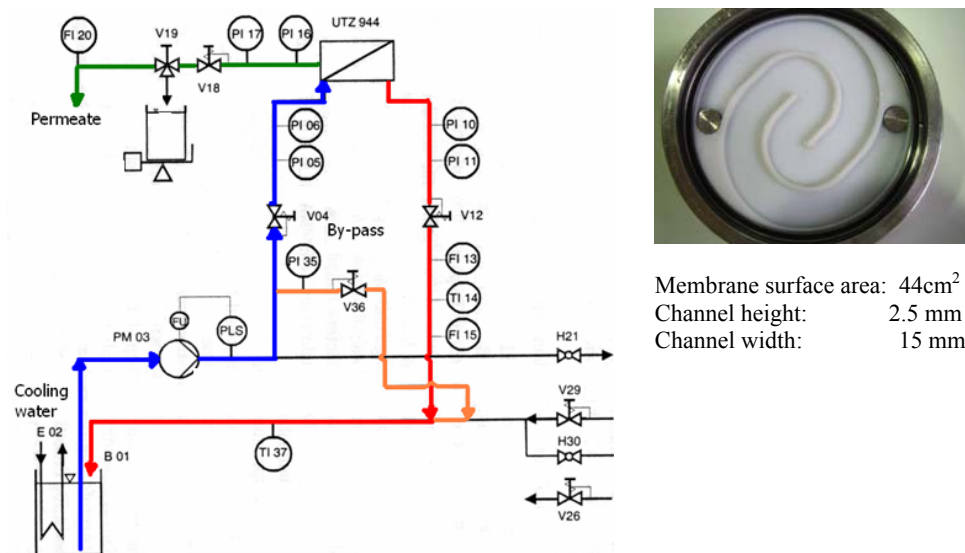 UTZ 944
FI 20
V19
PI 17
PI 16
V18
Permeate
PI 06
PI 10
PI 05
PI 11
V04
V12
By-pass
PI 35
FI 13
V36
TI 14
FU
PLS
PM 03
FI 15
H21
Cooling
water
V29
E 02
H30
B 01
TI 37
V26
Membrane surface area: 44cm²
Channel height: 2.5 mm
Channel width: 15 mm